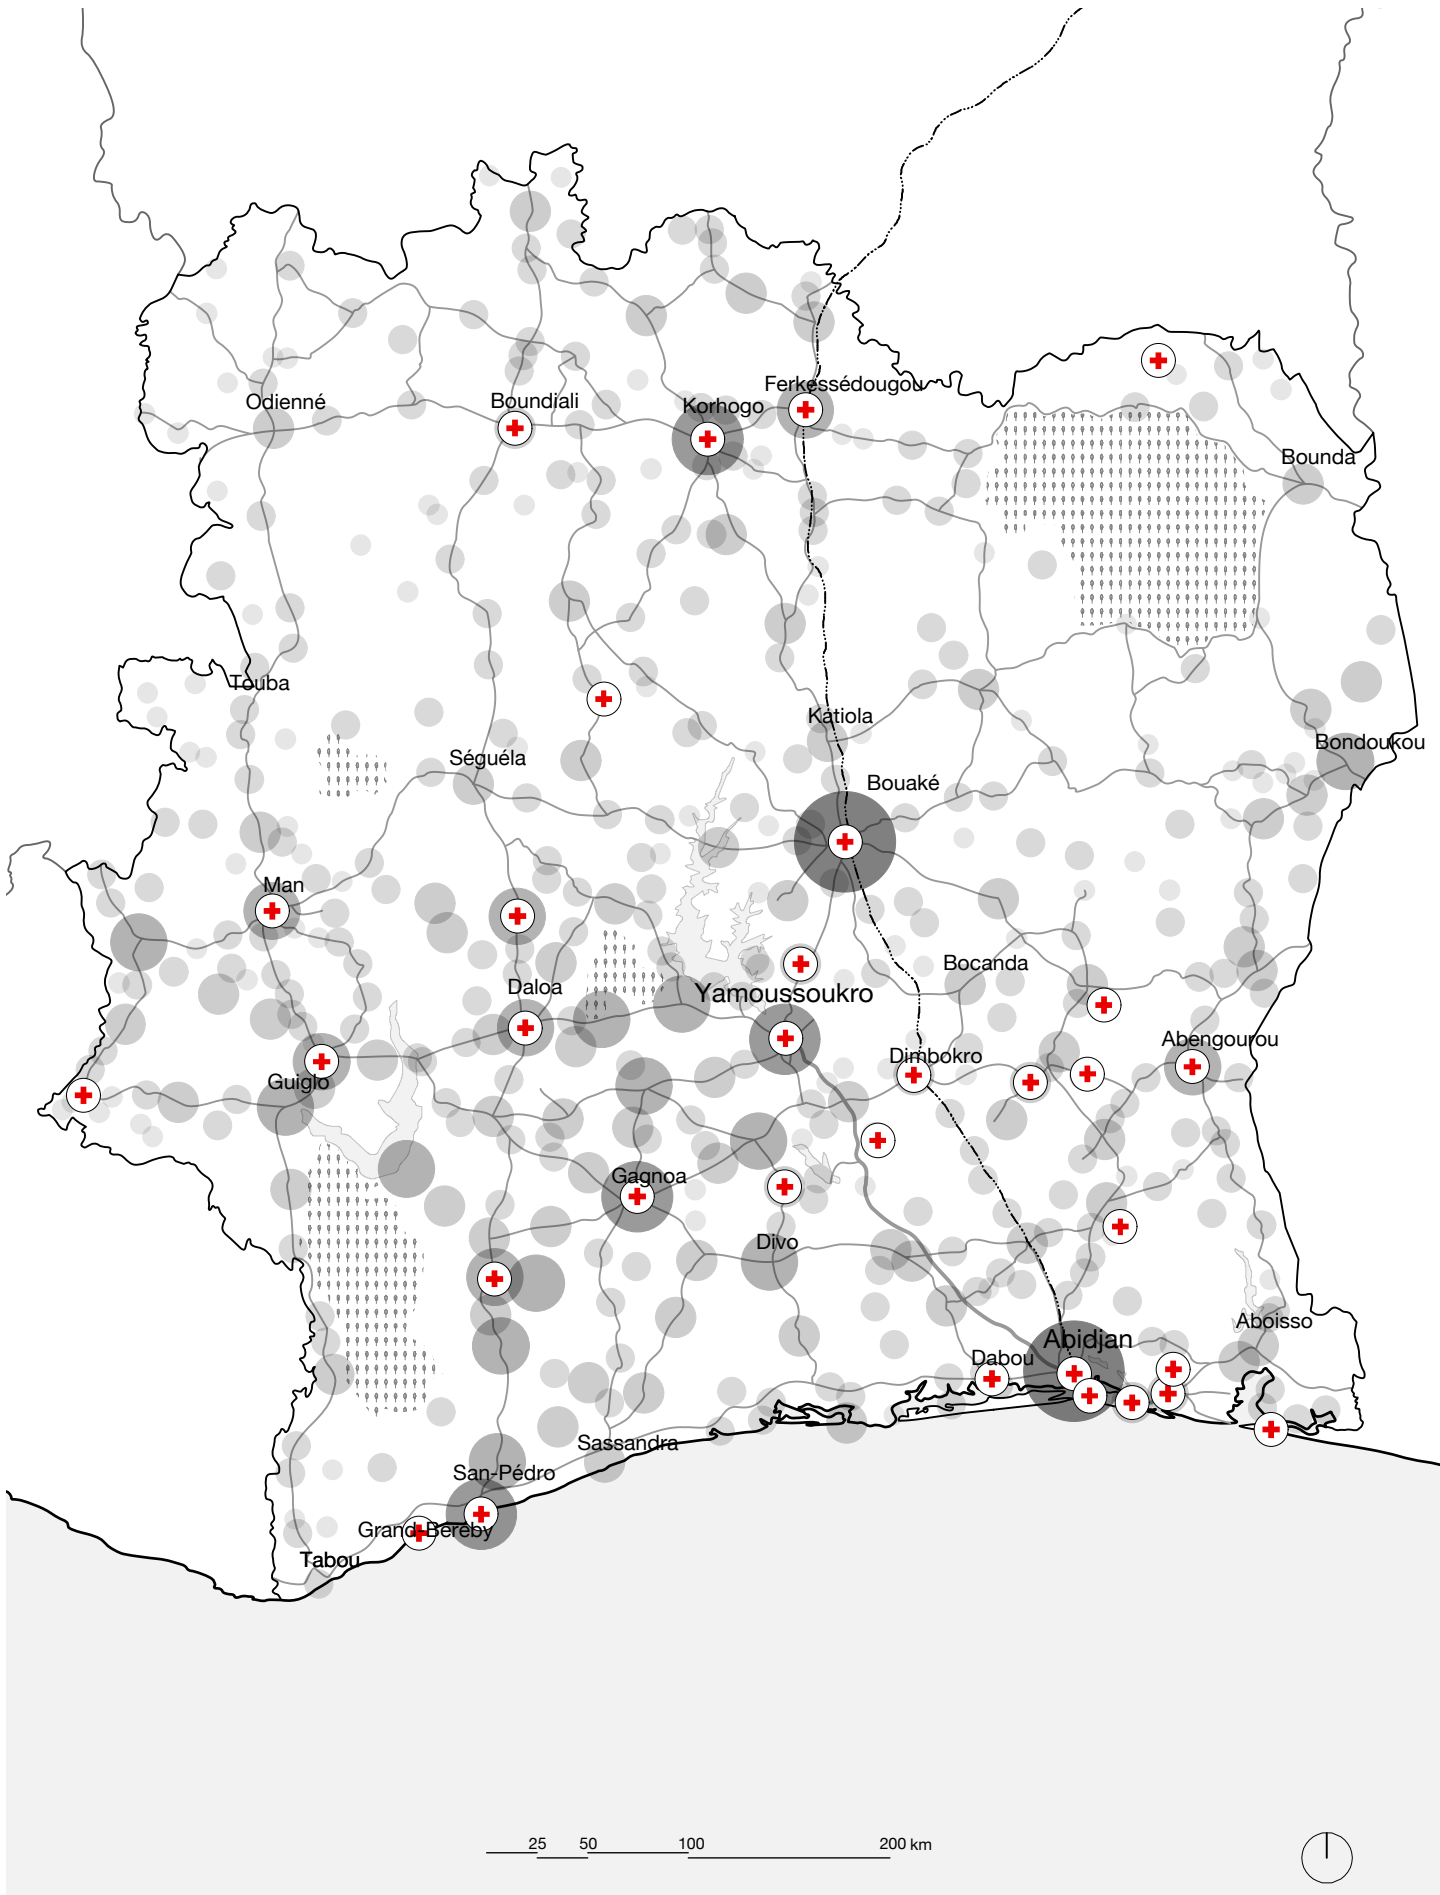 Ferkessédougou
Odienné
Boundiali
Korhogo
Bounda
Touba
Katiola
Bondoukou
Séguéla
Bouaké
Man
Bocanda
Daloa
Yamoussoukro
Abengourou
Dimbokro
Guiglo
Gagnoa
Divo
Aboisso
Abidjan
Dabou
Sassandra
San-Pédro
Grand-Bereby
Tabou
25 50 100 200 km